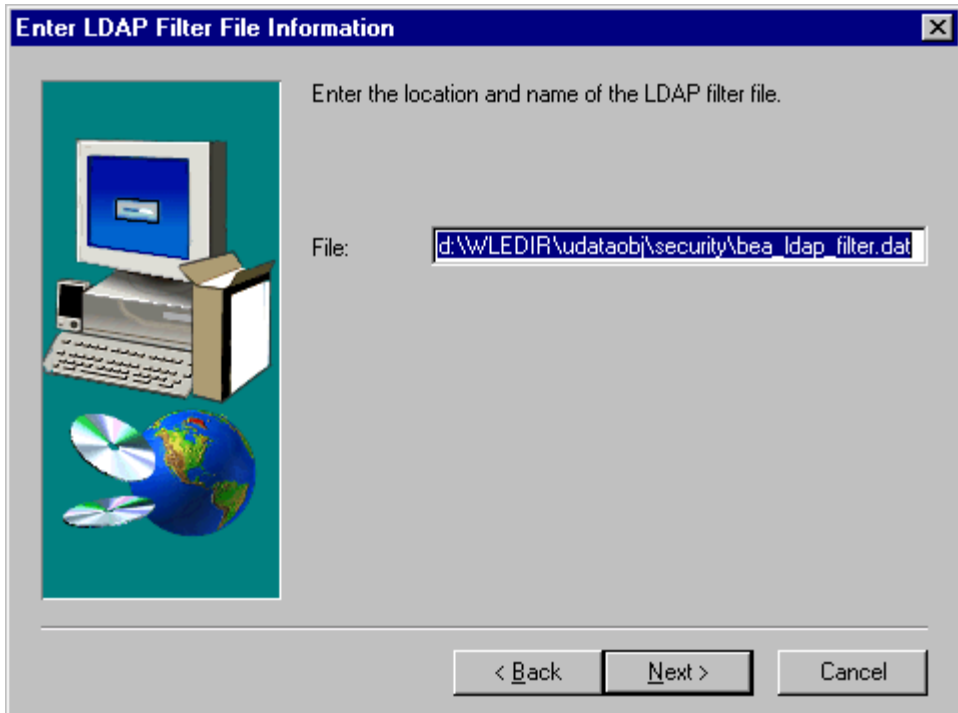 Enter LDAP Filter File Information
Enter the location and name of the LDAP filter file.
File: d:\WLEDIR\udataobj\security\bea_ldap_filter.dat
< Back Next > Cancel